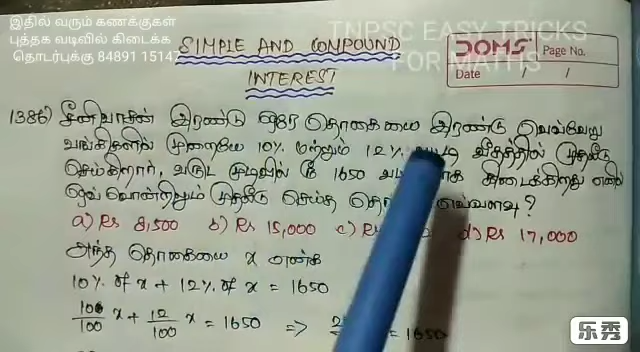 இதில் வரும் கணக்குகள்
புத்தக வடிவில் கிடைக்க
தொடர்புக்கு 84891 15147
TNPSC EASY TRICKS
FOR MATHS
SIMPLE AND COMPOUND
INTEREST
DOMS
Page No.
Date / /
1386) சீனிவாசன் இரண்டு ஒரே தொகையை இரண்டு வெவ்வேறு
வங்கிகளில் முறையே 10% மற்றும் 12% வீதத்தில் முதலீடு
செய்கிறார், வருட முடிவில் ரூ 1650 கிடைக்கிறது எனில்
ஒவ்வொன்றிலும் முதலீடு செய்த எவ்வளவு?
a) Rs 8,500 b) Rs 15,000 c) d) Rs 17,000
அந்த தொகையை x என்க
10% of x + 12% of x = 1650
10/100 x + 12/100 x = 1650 => = 1650
乐秀